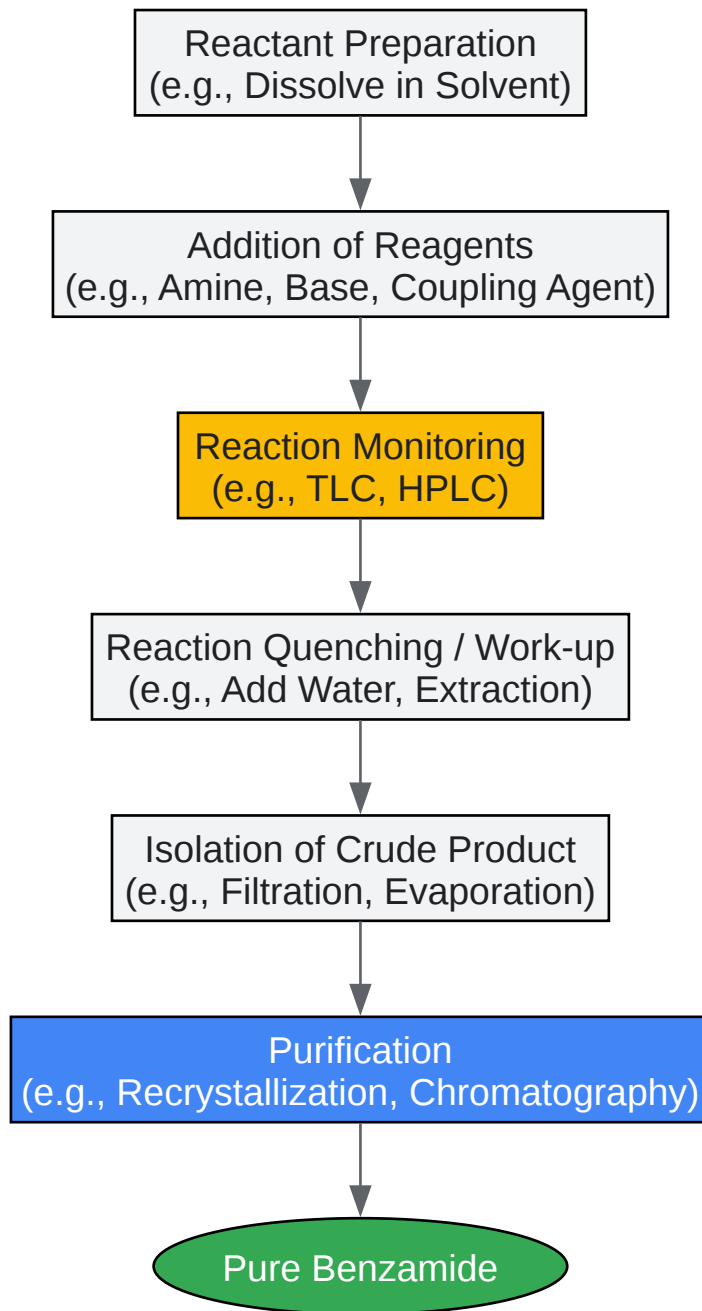 Reactant Preparation
(e.g., Dissolve in Solvent)
Addition of Reagents
(e.g., Amine, Base, Coupling Agent)
Reaction Monitoring
(e.g., TLC, HPLC)
Reaction Quenching / Work-up
(e.g., Add Water, Extraction)
Isolation of Crude Product
(e.g., Filtration, Evaporation)
Purification
(e.g., Recrystallization, Chromatography)
Pure Benzamide